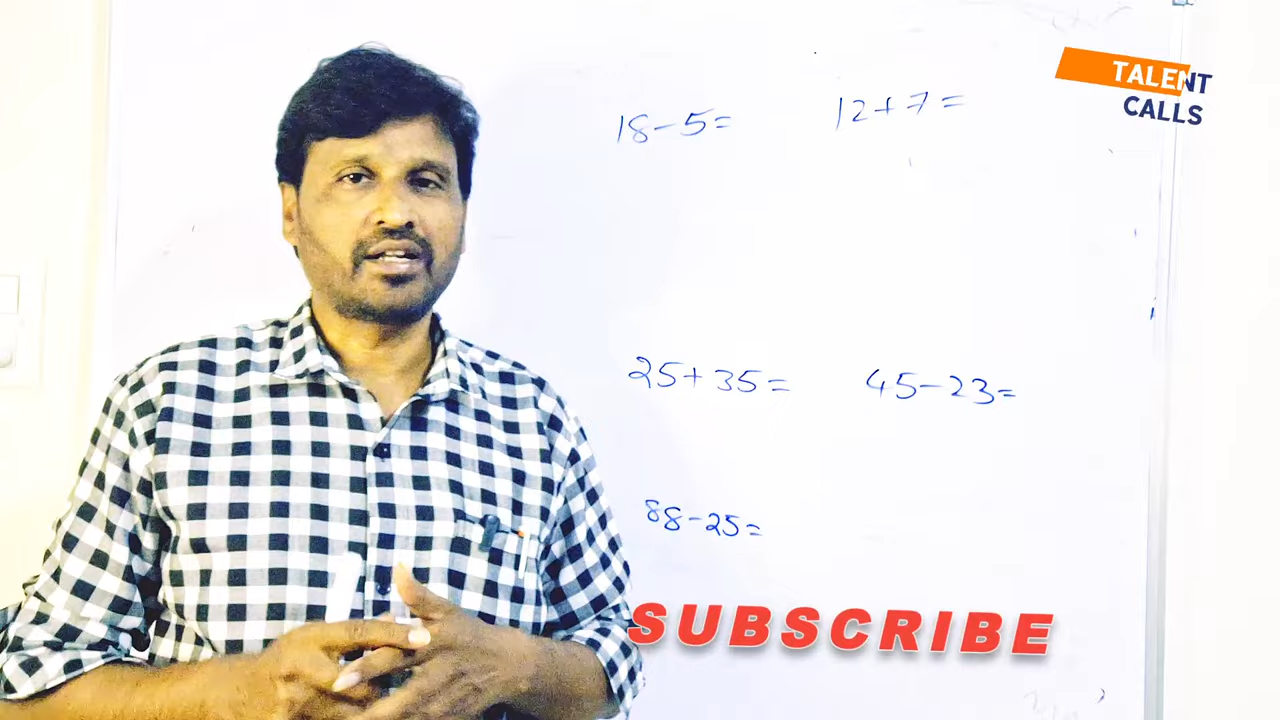 TALENT
CALLS
18-5= 12+7=
25+35= 45-23=
88-25=
SUBSCRIBE